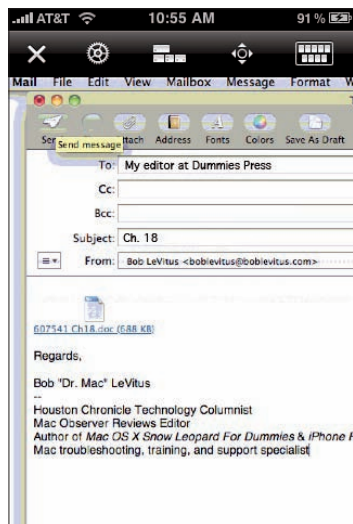 AT&T 10:55 AM 91 %
Mail File Edit View Mailbox Message Format
Attach Address Fonts Colors Save As Draft
Send message
To: My editor at Dummies Press
Cc:
Bcc:
Subject: Ch. 18
From: Bob LeVitus <boblevitus@boblevitus.com>
607541 Ch18.doc (688 KB)
Regards,
Bob "Dr. Mac" LeVitus
--
Houston Chronicle Technology Columnist
Mac Observer Reviews Editor
Author of Mac OS X Snow Leopard For Dummies & iPhone F
Mac troubleshooting, training, and support specialist